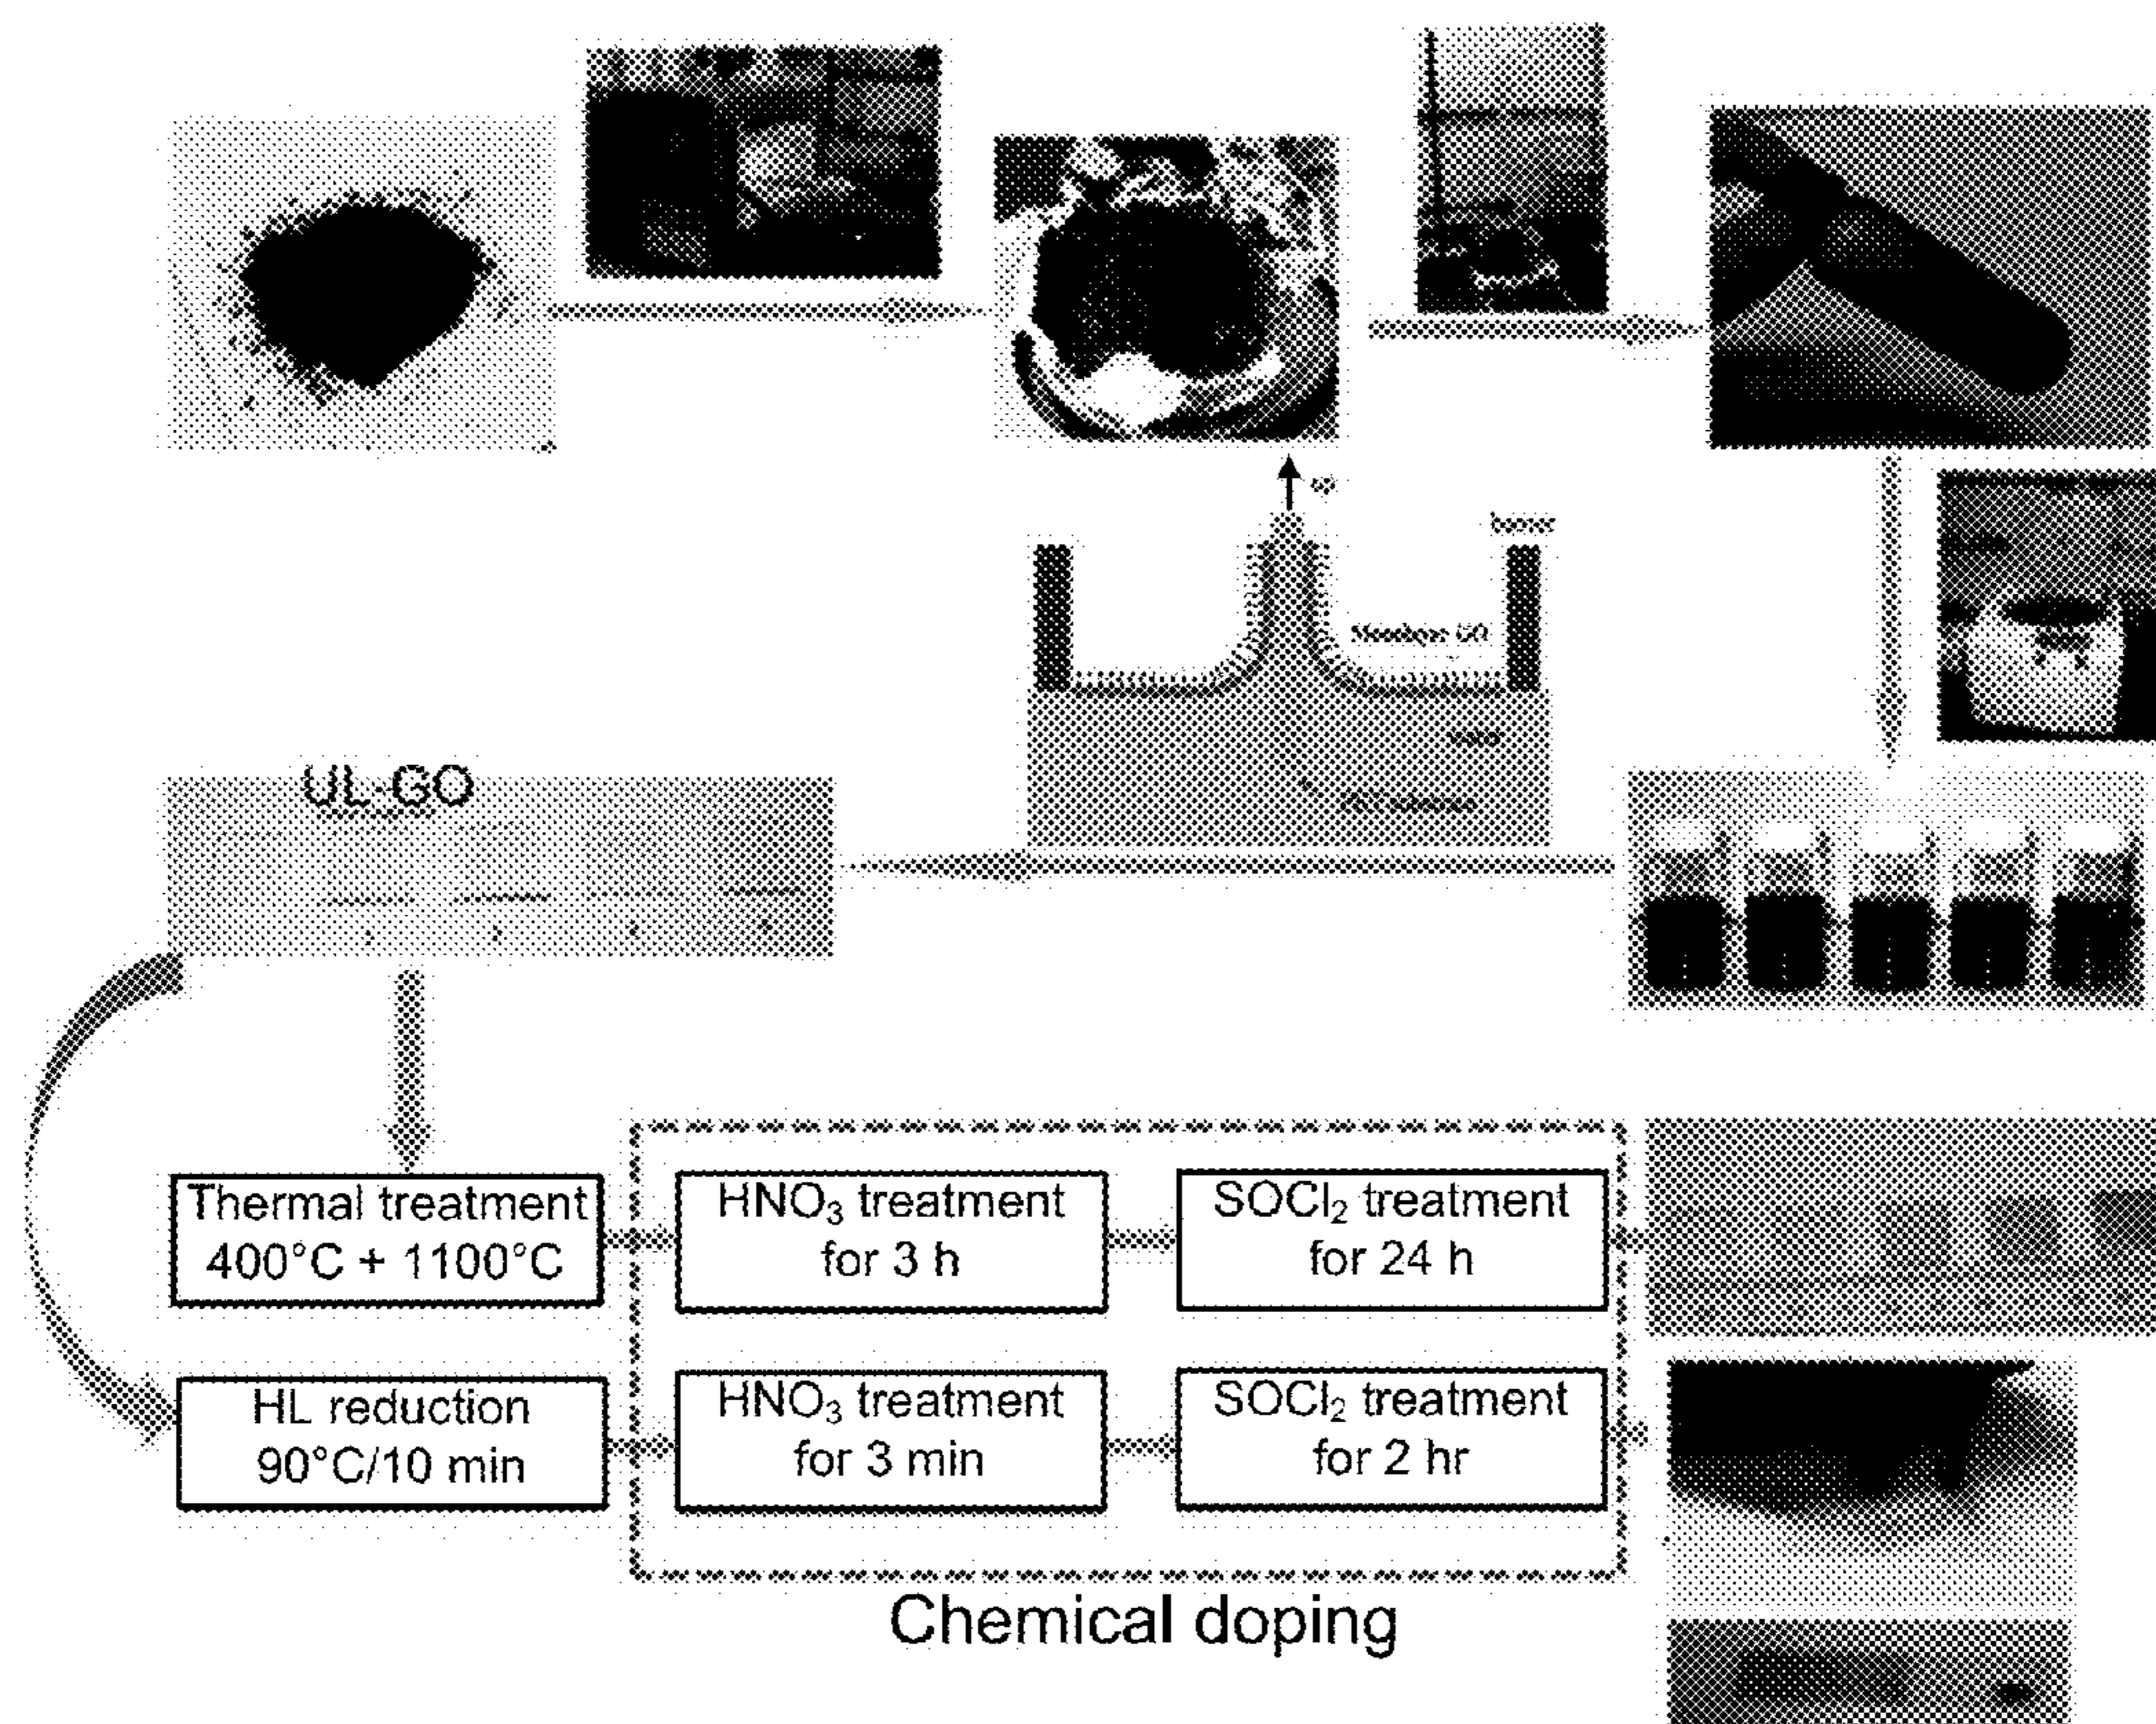 UL-GO
Thermal treatment
400°C + 1100°C
HNO₃ treatment
for 3 h
SOCl₂ treatment
for 24 h
HL reduction
90°C/10 min
HNO₃ treatment
for 3 min
SOCl₂ treatment
for 2 hr
Chemical doping